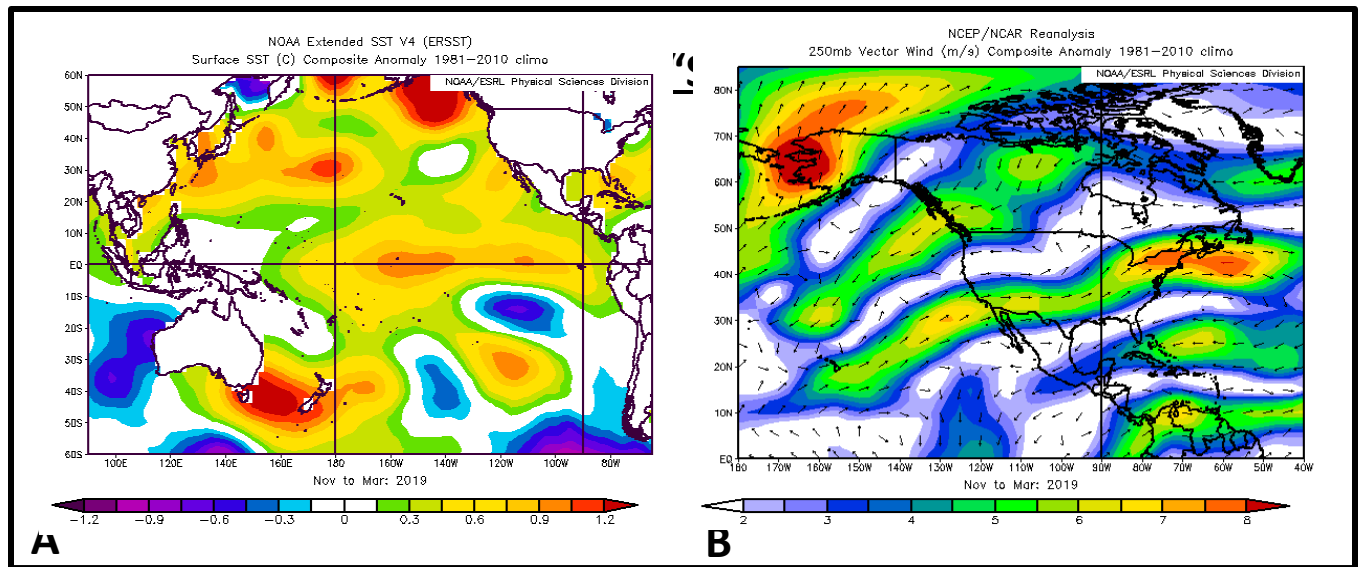 NOAA Extended SST V4 (ERSST)
Surface SST (C) Composite Anomaly 1981-2010 climo
NOAA/ESRL Physical Sciences Division
60N
50N
40N
30N
20N
10N
EQ
10S
20S
30S
40S
50S
60S
100E 120E 140E 160E 180 160W 140W 120W 100W 80W
Nov to Mar: 2019
-1.2 -0.9 -0.6 -0.3 0 0.3 0.6 0.9 1.2
A
"S
NCEP/NCAR Reanalysis
250mb Vector Wind (m/s) Composite Anomaly 1981-2010 climo
NOAA/ESRL Physical Sciences Division
80N
70N
60N
50N
40N
30N
20N
10N
EQ
180 170W 160W 150W 140W 130W 120W 110W 100W 90W 80W 70W 60W 50W 40W
Nov to Mar: 2019
2 3 4 5 6 7 8
B